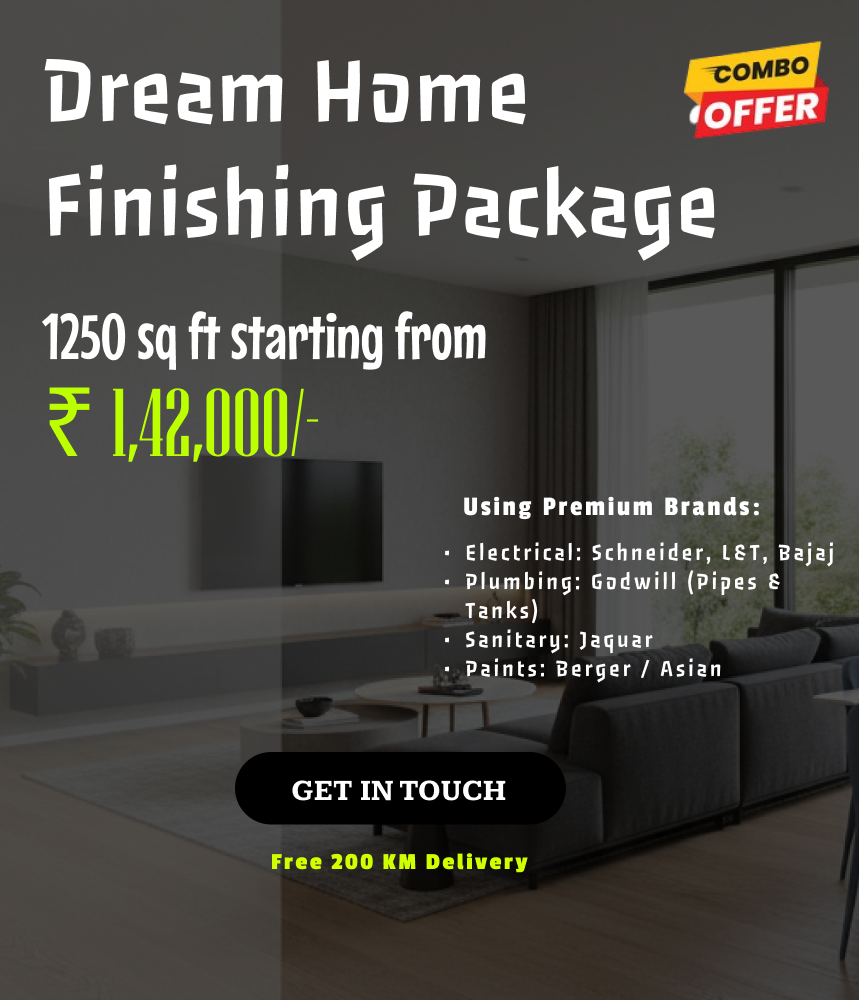 Dream Home
COMBO
OFFER
Finishing Package
1250 sq ft starting from
₹ 1,42,000/-
Using Premium Brands:
• Electrical: Schneider, L&T, Bajaj
• Plumbing: Godwill (Pipes &
Tanks)
• Sanitary: Jaquar
• Paints: Berger / Asian
GET IN TOUCH
Free 200 KM Delivery